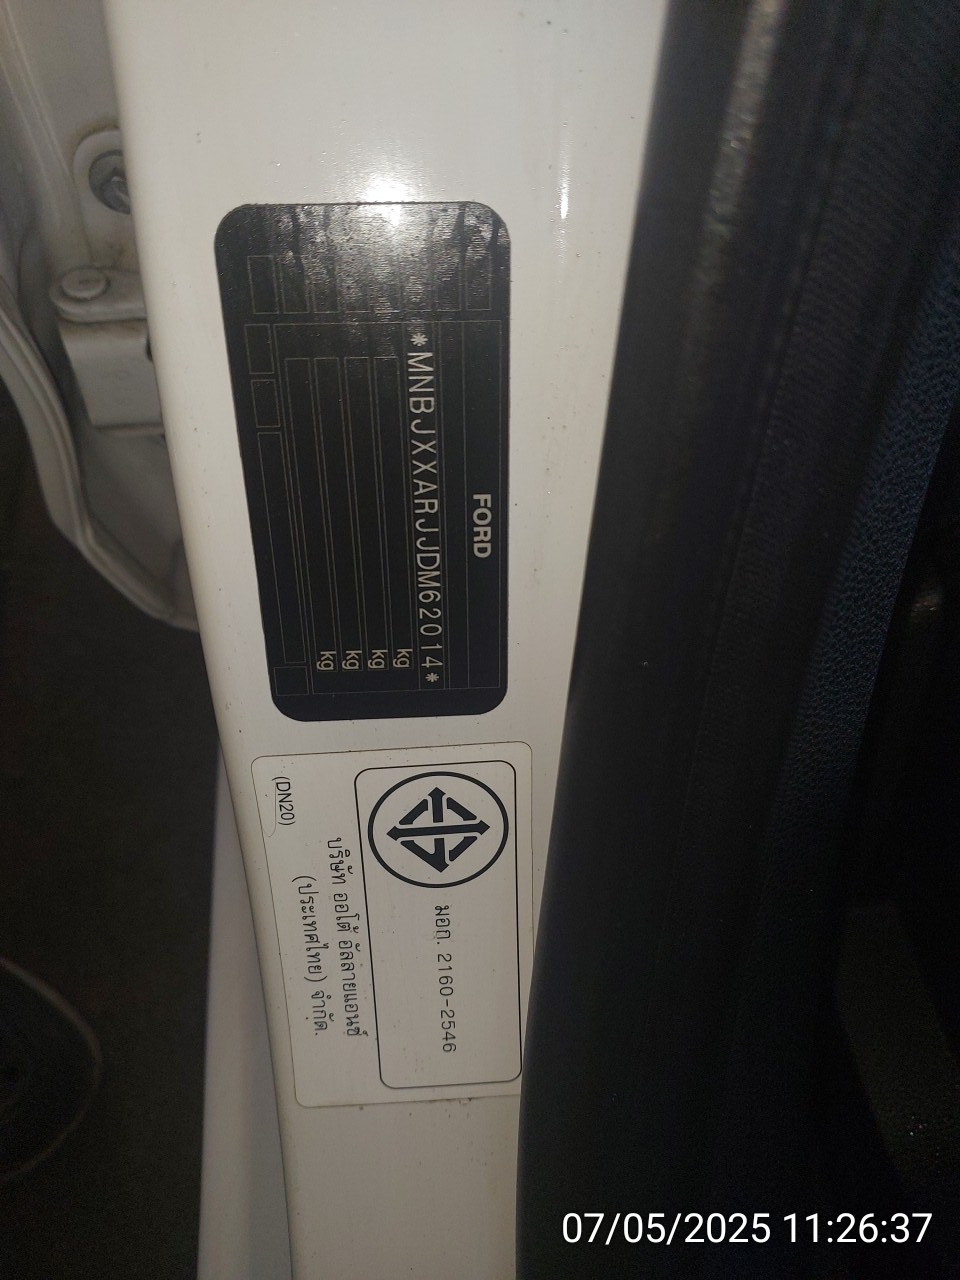 FORD
*MNBJXXARJJDM62014*
kg
kg
kg
kg
มอก. 2160-2546
บริษัท ออโต้ อัลลายแอนซ์
(ประเทศไทย) จำกัด.
(DN20)
07/05/2025 11:26:37